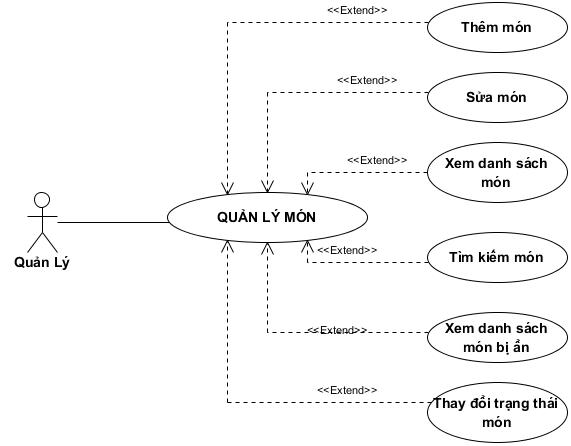 <<Extend>>
Thêm món
<<Extend>>
Sửa món
<<Extend>>
Xem danh sách
món
QUẢN LÝ MÓN
Quản Lý
<<Extend>>
Tìm kiếm món
<<Extend>>
Xem danh sách
món bị ẩn
<<Extend>>
Thay đổi trạng thái
món